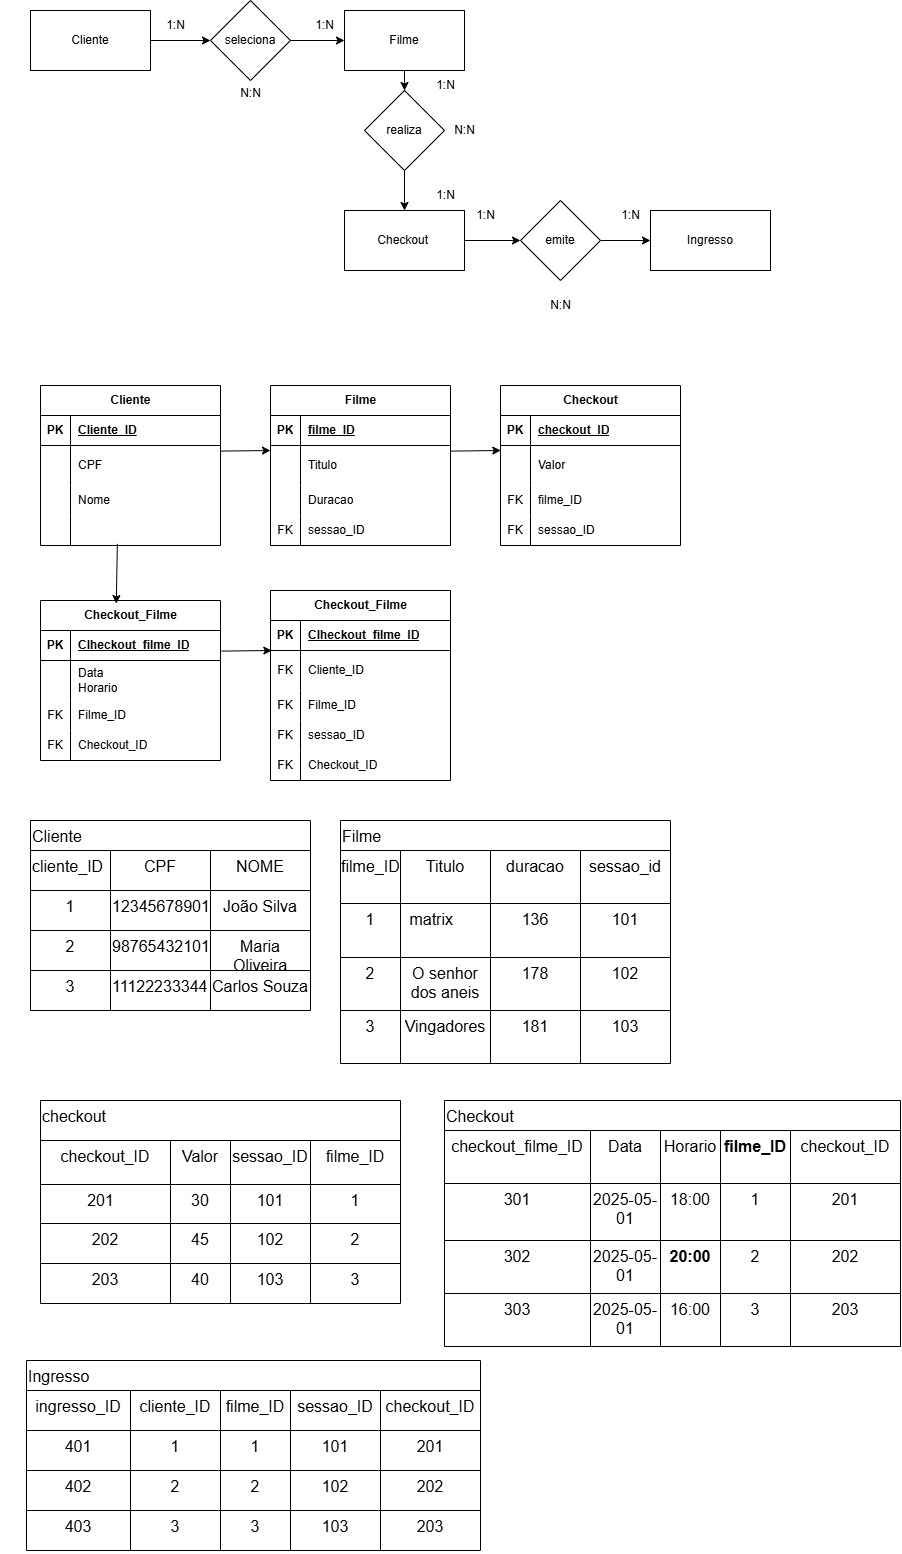 1:N
1:N
Cliente
seleciona
Filme
N:N
1:N
realiza
N:N
1:N
1:N
1:N
Checkout
emite
Ingresso
N:N
Cliente
PK Cliente_ID
CPF
Nome
Filme
PK filme_ID
Titulo
Duracao
FK sessao_ID
Checkout
PK checkout_ID
Valor
FK filme_ID
FK sessao_ID
Checkout_Filme
PK Clheckout_filme_ID
Data
Horario
FK Filme_ID
FK Checkout_ID
Checkout_Filme
PK Clheckout_filme_ID
FK Cliente_ID
FK Filme_ID
FK sessao_ID
FK Checkout_ID
Cliente
cliente_ID CPF NOME
1 12345678901 João Silva
2 98765432101 Maria
Oliveira
3 11122233344 Carlos Souza
Filme
filme_ID Titulo duracao sessao_id
1 matrix 136 101
2 O senhor 178 102
dos aneis
3 Vingadores 181 103
checkout
checkout_ID Valor sessao_ID filme_ID
201 30 101 1
202 45 102 2
203 40 103 3
Checkout
checkout_filme_ID Data Horario filme_ID checkout_ID
301 2025-05- 18:00 1 201
01
302 2025-05- 20:00 2 202
01
303 2025-05- 16:00 3 203
01
Ingresso
ingresso_ID cliente_ID filme_ID sessao_ID checkout_ID
401 1 1 101 201
402 2 2 102 202
403 3 3 103 203